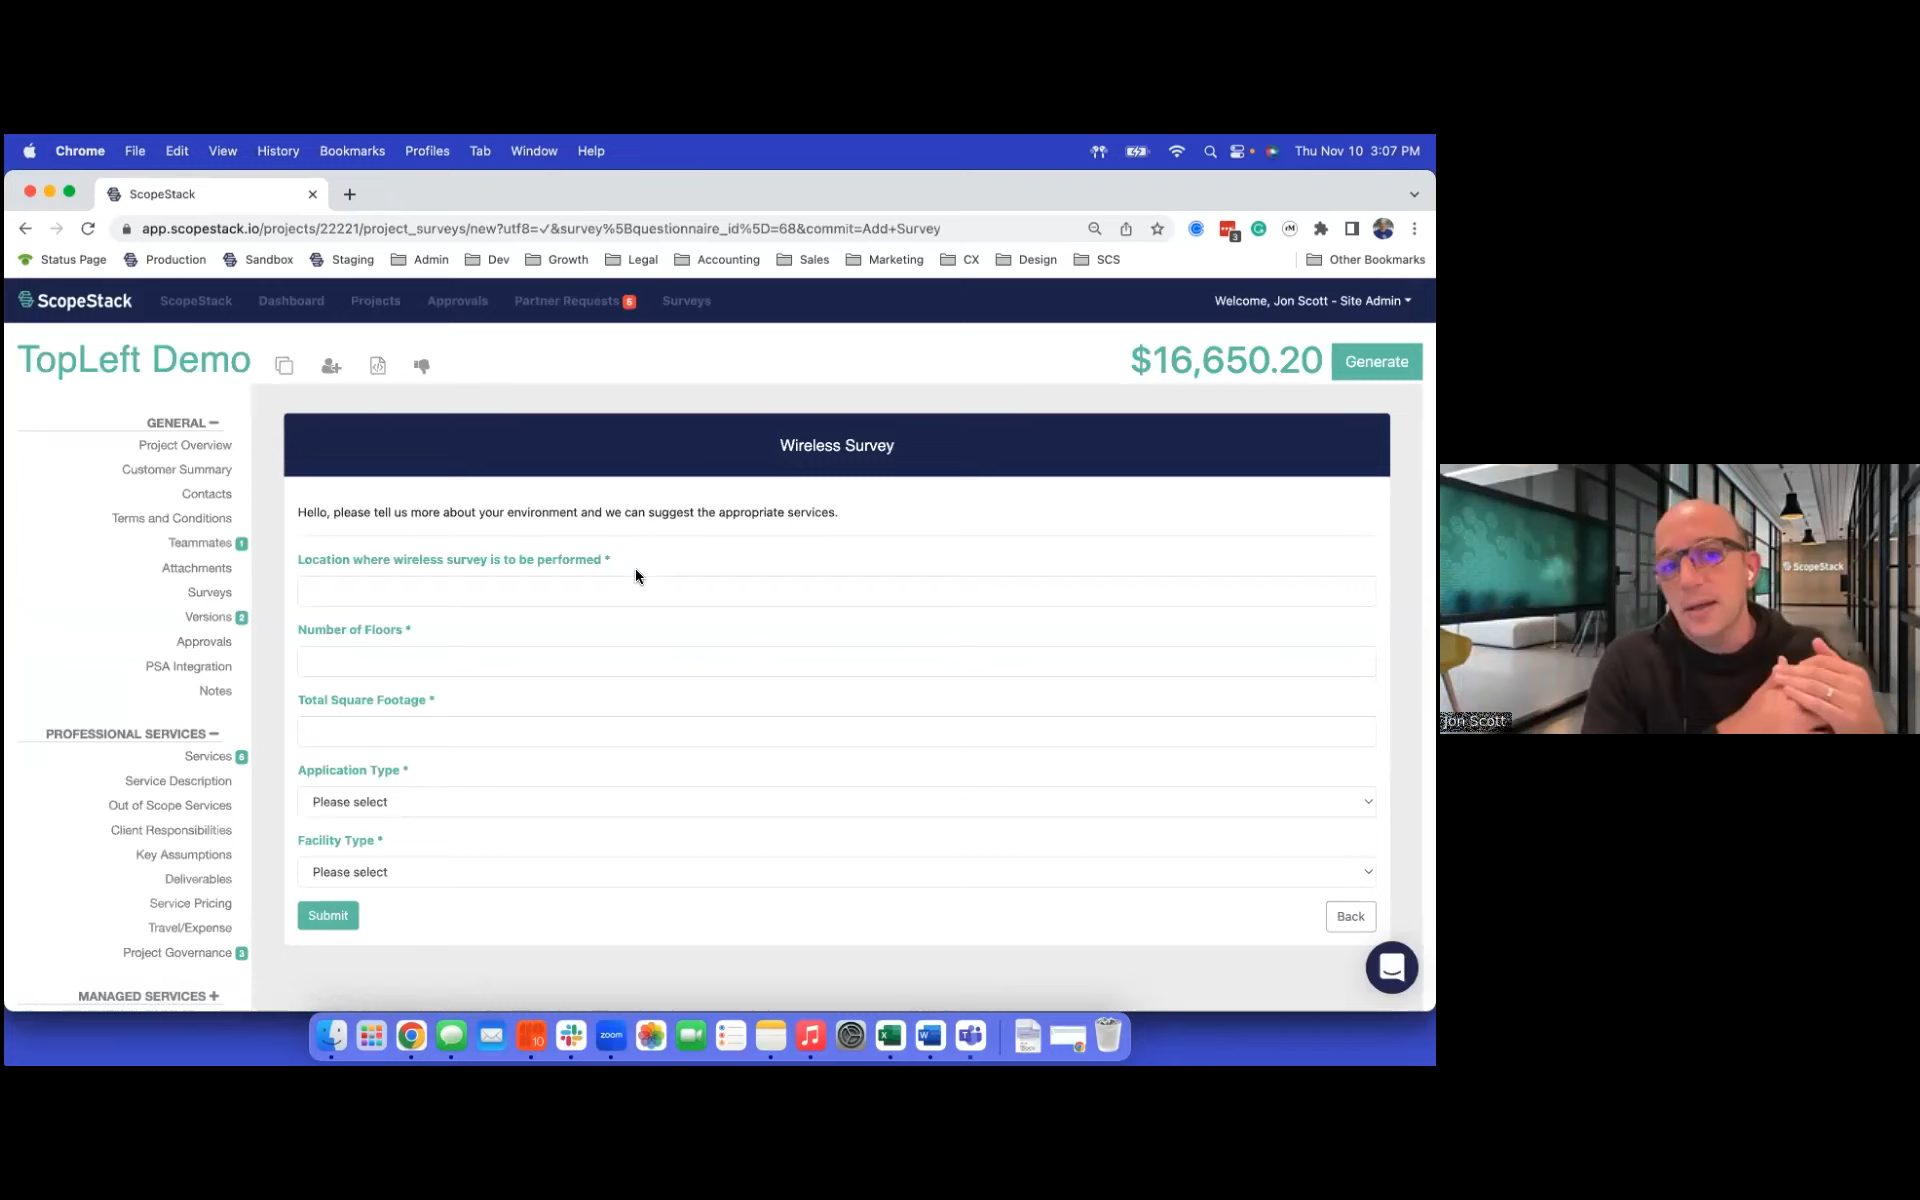 Chrome File Edit View History Bookmarks Profiles Tab Window Help Thu Nov 10 3:07 PM
ScopeStack
app.scopestack.io/projects/22221/project_surveys/new?utf8=✓&survey%5Bquestionnaire_id%5D=68&commit=Add+Survey 3
Status Page Production Sandbox Staging Admin Dev Growth Legal Accounting Sales Marketing CX Design SCS Other Bookmarks
ScopeStack ScopeStack Dashboard Projects Approvals Partner Requests 5 Surveys Welcome, Jon Scott - Site Admin
TopLeft Demo $16,650.20 Generate
GENERAL
Project Overview
Customer Summary
Contacts
Terms and Conditions
Teammates 1
Attachments
Surveys
Versions 2
Approvals
PSA Integration
Notes
PROFESSIONAL SERVICES
Services 6
Service Description
Out of Scope Services
Client Responsibilities
Key Assumptions
Deliverables
Service Pricing
Travel/Expense
Project Governance 3
MANAGED SERVICES
Wireless Survey
Hello, please tell us more about your environment and we can suggest the appropriate services.
Location where wireless survey is to be performed *
Number of Floors *
Total Square Footage *
Application Type *
Please select
Facility Type *
Please select
Submit Back
ScopeStack
Jon Scott
10
zoom